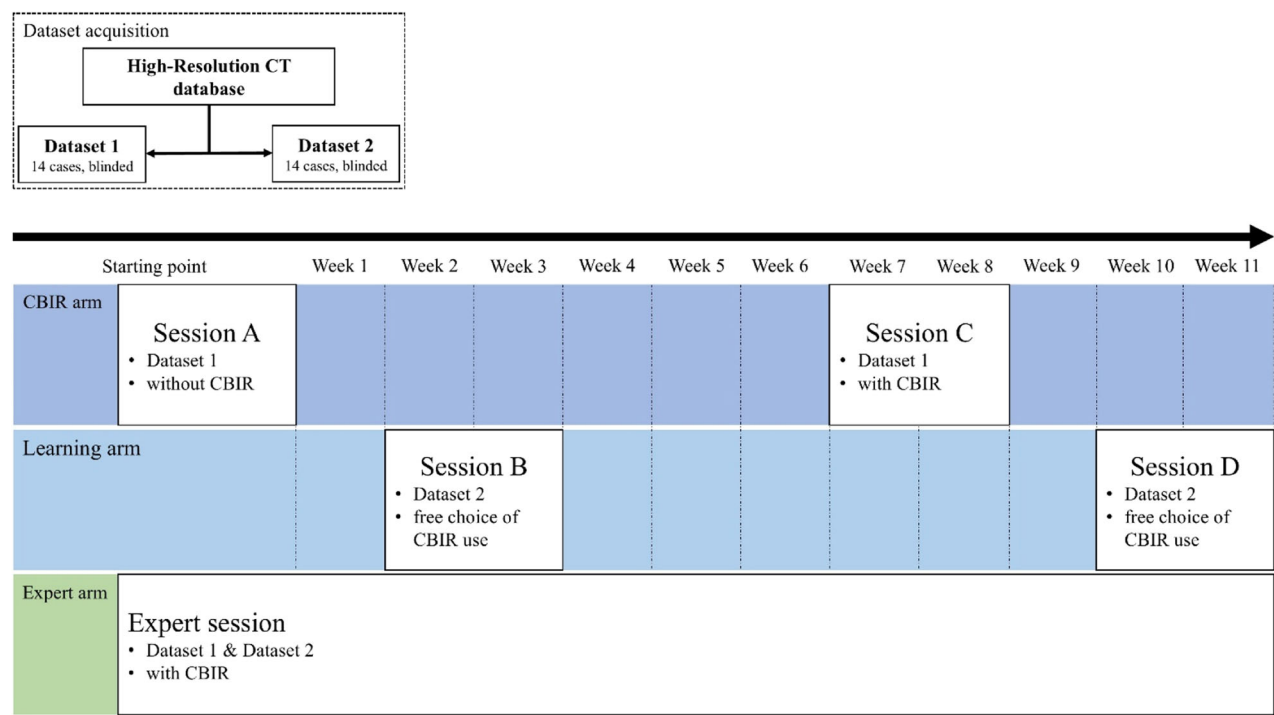 Dataset acquisition
High-Resolution CT
database
Dataset 1
14 cases, blinded
Dataset 2
14 cases, blinded
Starting point
Week 1
Week 2
Week 3
Week 4
Week 5
Week 6
Week 7
Week 8
Week 9
Week 10
Week 11
CBIR arm
Session A
• Dataset 1
• without CBIR
Session C
• Dataset 1
• with CBIR
Learning arm
Session B
• Dataset 2
• free choice of
CBIR use
Session D
• Dataset 2
• free choice of
CBIR use
Expert arm
Expert session
• Dataset 1 & Dataset 2
• with CBIR